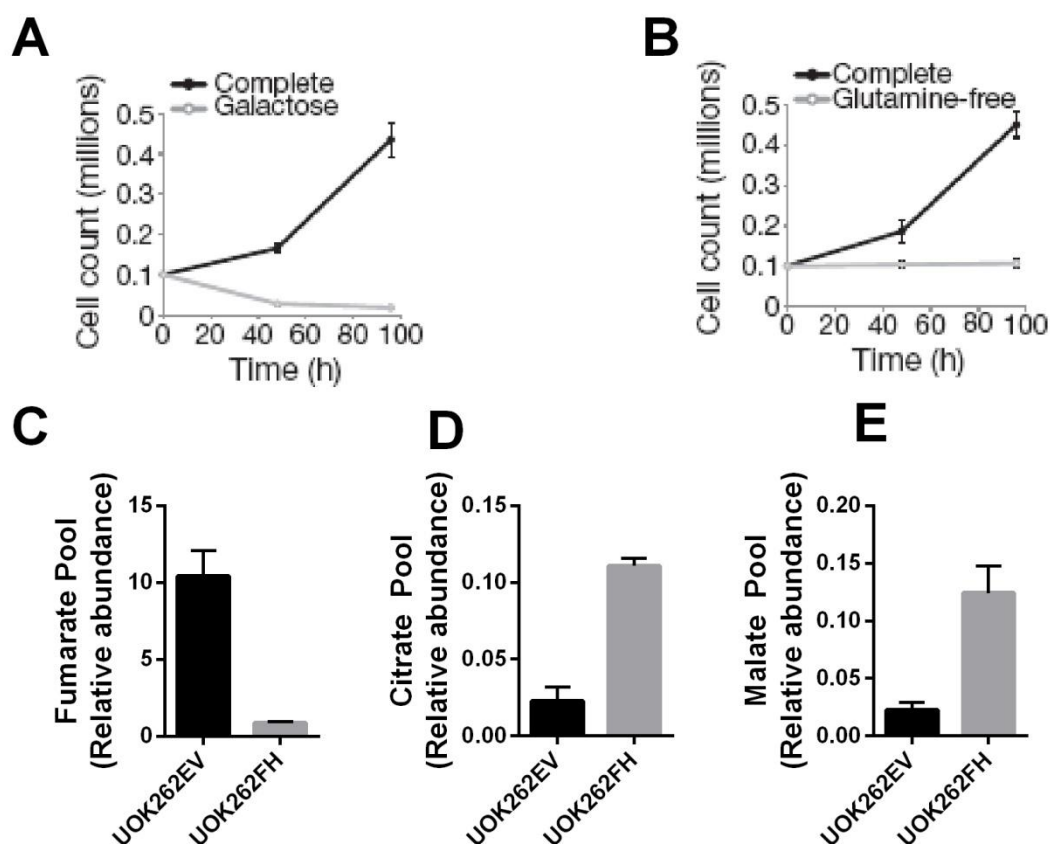 A
Complete
Galactose
Cell count (millions)
0.5
0.4
0.3
0.2
0.1
0
0 20 40 60 80 100
Time (h)
B
Complete
Glutamine-free
Cell count (millions)
0.5
0.4
0.3
0.2
0.1
0
0 20 40 60 80 100
Time (h)
C
Fumarate Pool
(Relative abundance)
15
10
5
0
UOK262EV
UOK262FH
D
Citrate Pool
(Relative abundance)
0.15
0.10
0.05
0.00
UOK262EV
UOK262FH
E
Malate Pool
(Relative abundance)
0.20
0.15
0.10
0.05
0.00
UOK262EV
UOK262FH